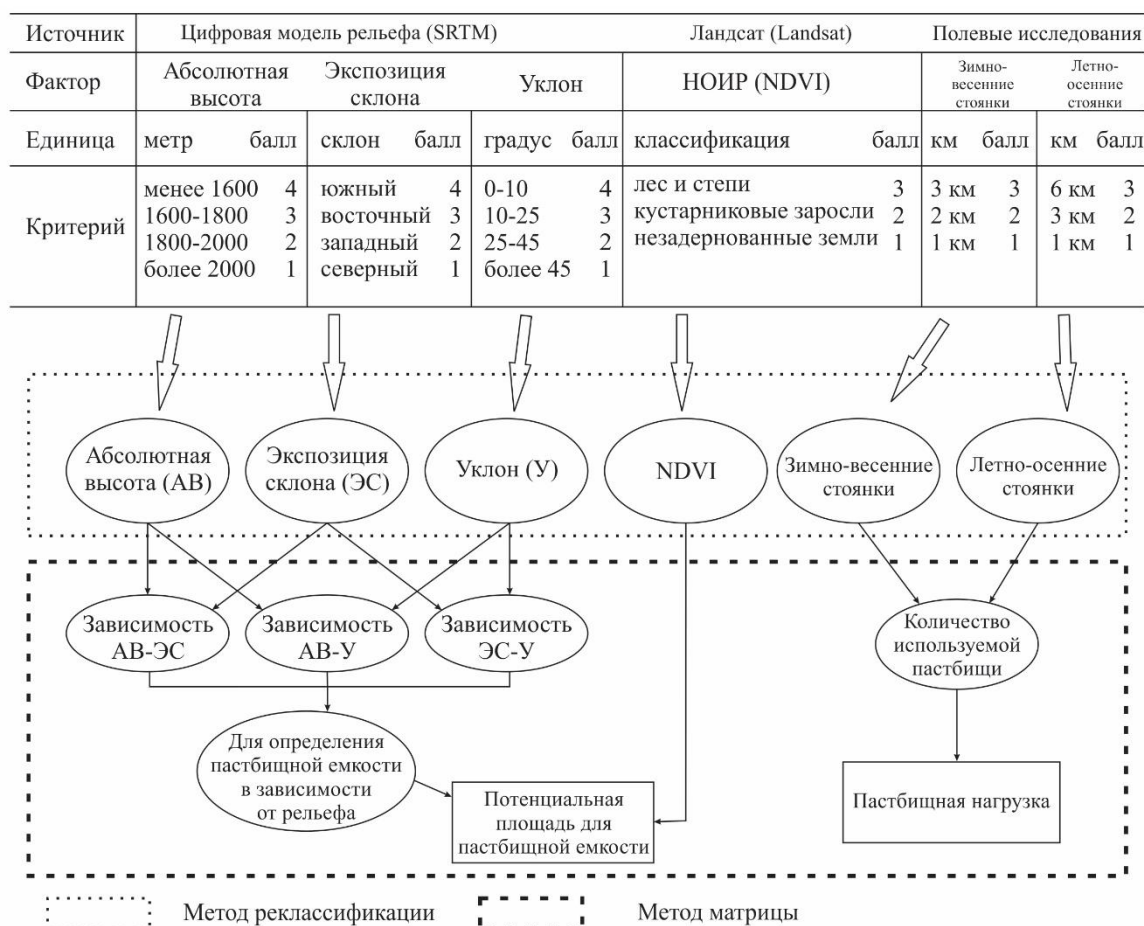 Источник Цифровая модель рельефа (SRTM) Ландсат (Landsat) Полевые исследования
Фактор Абсолютная высота Экспозиция склона Уклон НОИР (NDVI) Зимно-весенние стоянки Летно-осенние стоянки
Единица метр балл склон балл градус балл классификация балл км балл км балл
Критерий
менее 1600 4 южный 4 0-10 4 лес и степи 3 3 км 3 6 км 3
1600-1800 3 восточный 3 10-25 3 кустарниковые заросли 2 2 км 2 3 км 2
1800-2000 2 западный 2 25-45 2 незадернованные земли 1 1 км 1 1 км 1
более 2000 1 северный 1 более 45 1
Абсолютная
высота (АВ)
Экспозиция
склона (ЭС)
Уклон (У)
NDVI
Зимно-весенние
стоянки
Летно-осенние
стоянки
Зависимость
АВ-ЭС
Зависимость
АВ-У
Зависимость
ЭС-У
Количество
используемой
пастбищи
Для определения
пастбищной емкости
в зависимости
от рельефа
Потенциальная
площадь для
пастбищной емкости
Пастбищная нагрузка
Метод реклассификации Метод матрицы